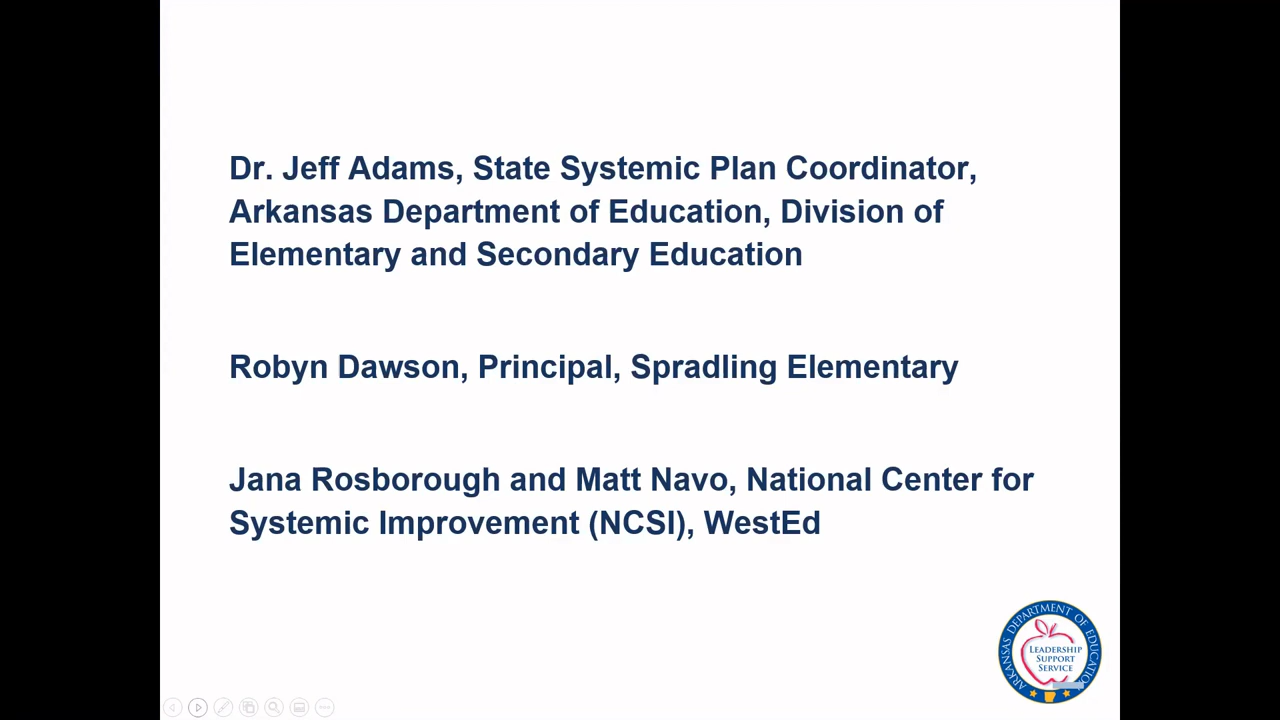 Dr. Jeff Adams, State Systemic Plan Coordinator,
Arkansas Department of Education, Division of
Elementary and Secondary Education
Robyn Dawson, Principal, Spradling Elementary
Jana Rosborough and Matt Navo, National Center for
Systemic Improvement (NCSI), WestEd
ARKANSAS DEPARTMENT OF EDUCATION
LEADERSHIP
SUPPORT
SERVICE